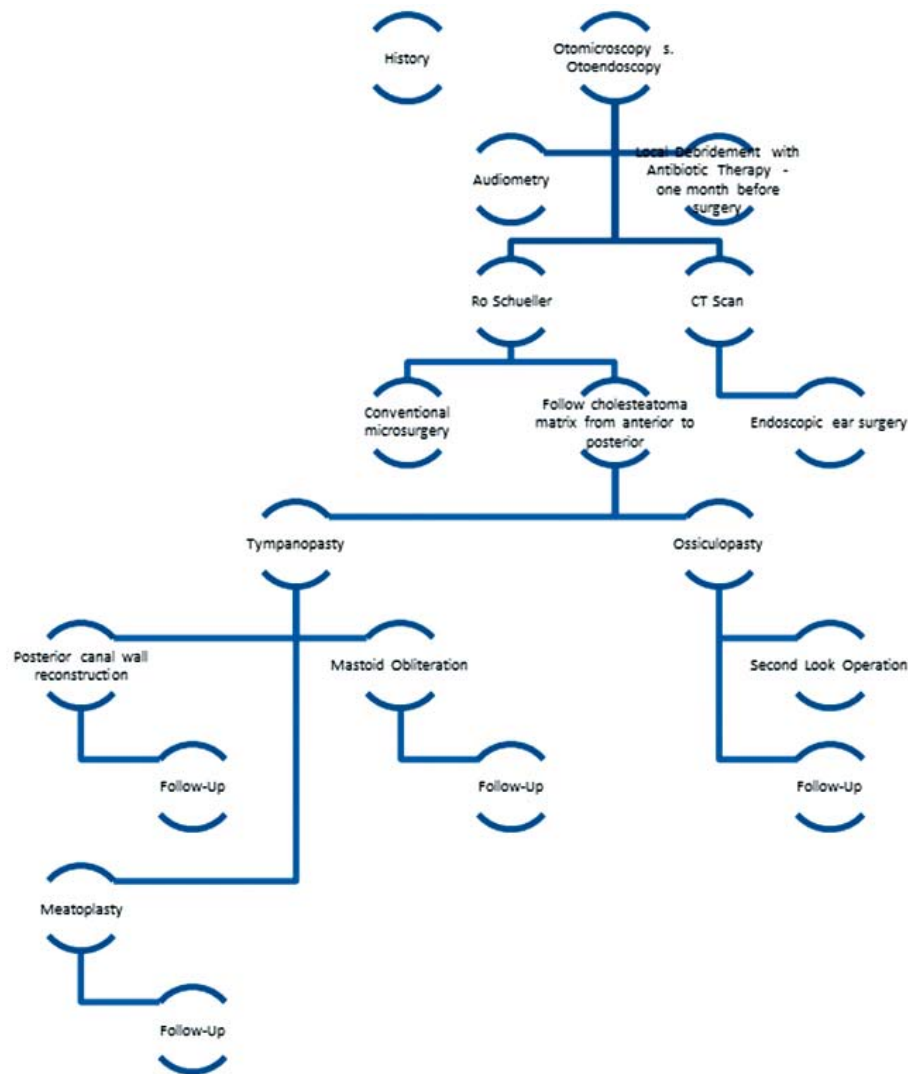 History
Otomicroscopy s.
Otoendoscopy
Audiometry
Local Debridement with
Antibiotic Therapy -
one month before
surgery
Ro Schueller
CT Scan
Conventional
microsurgery
Follow cholesteatoma
matrix from anterior to
posterior
Endoscopic ear surgery
Tympanopasty
Ossiculopasty
Posterior canal wall
reconstruction
Mastoid Obliteration
Second Look Operation
Follow-Up
Follow-Up
Follow-Up
Meatoplasty
Follow-Up